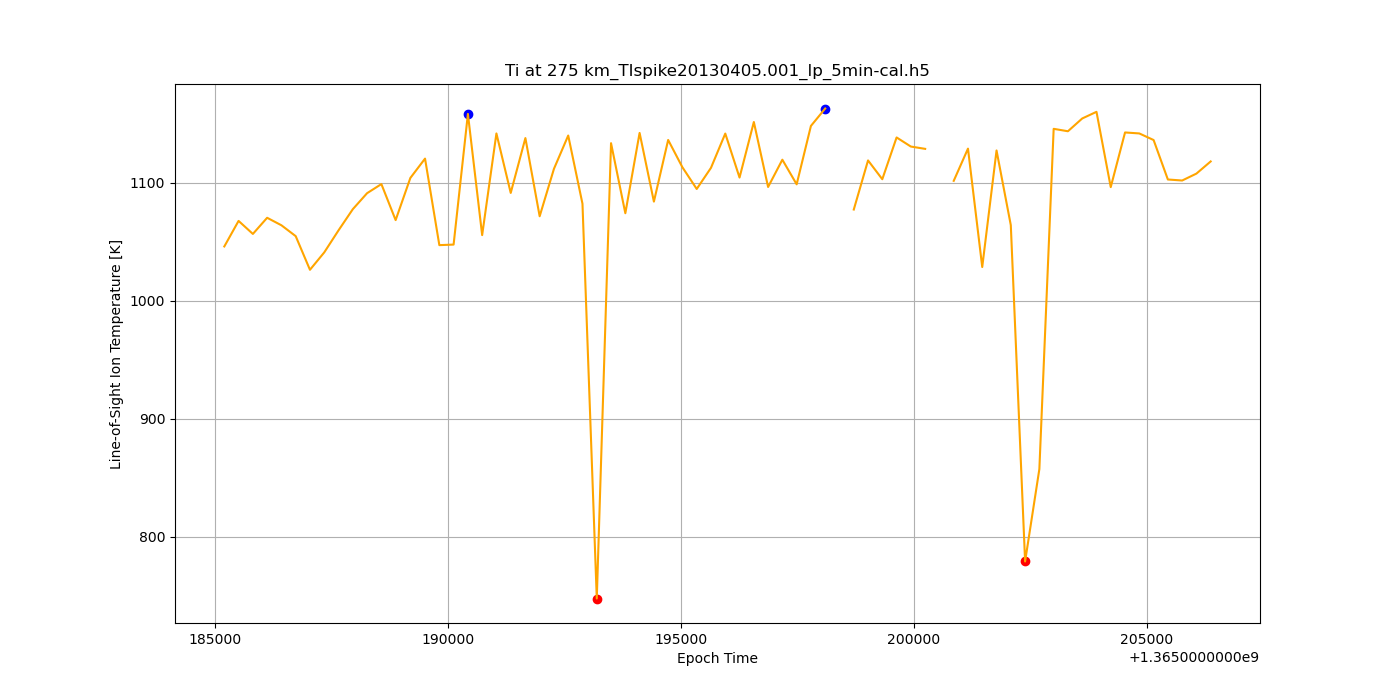 Ti at 275 km_TIspike20130405.001_lp_5min-cal.h5
Line-of-Sight Ion Temperature [K]
1100
1000
900
800
185000 190000 195000 200000 205000
Epoch Time
+1.3650000000e9